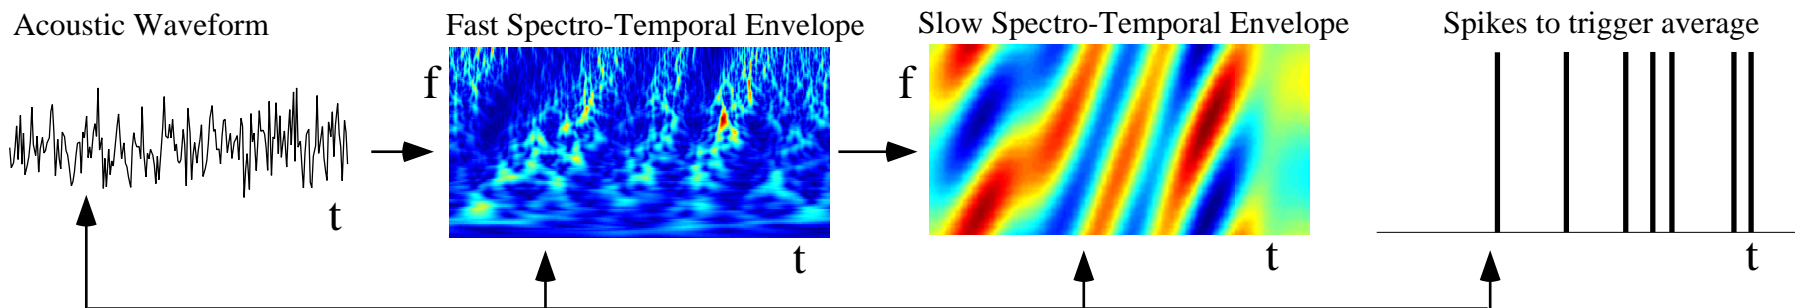 Acoustic Waveform
Fast Spectro-Temporal Envelope
Slow Spectro-Temporal Envelope
Spikes to trigger average
f
f
t
t
t
t